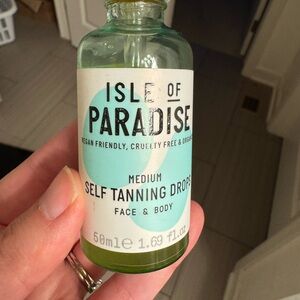 ISLE OF
PARADISE
VEGAN FRIENDLY, CRUELTY FREE & ORGANIC
MEDIUM
SELF TANNING DROPS
FACE & BODY
60ml e 1.69 fl.oz